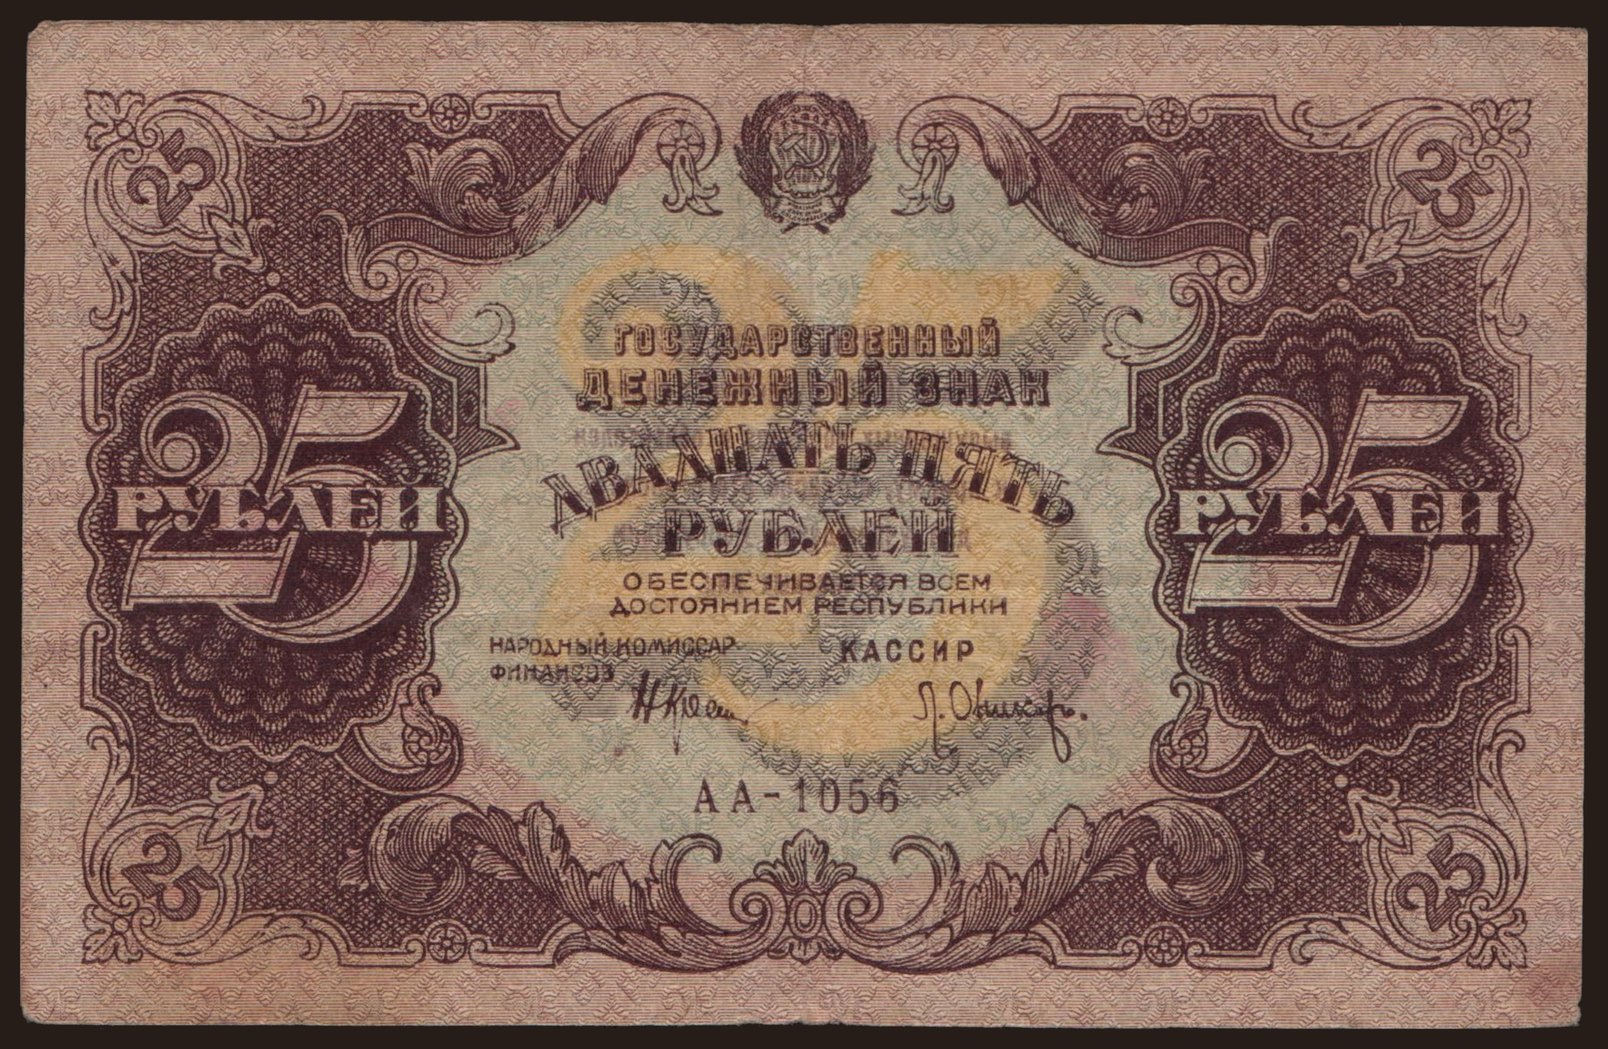 25
25
ГОСУДАРСТВЕННЫЙ
ДЕНЕЖНЫЙ ЗНАК
ДВАДЦАТЬ ПЯТЬ
РУБЛЕЙ
25
РУБЛЕЙ
25
РУБЛЕЙ
ОБЕСПЕЧИВАЕТСЯ ВСЕМ
ДОСТОЯНИЕМ РЕСПУБЛИКИ
НАРОДНЫЙ КОМИССАР
ФИНАНСОВ
КАССИР
АА-1056
25
25